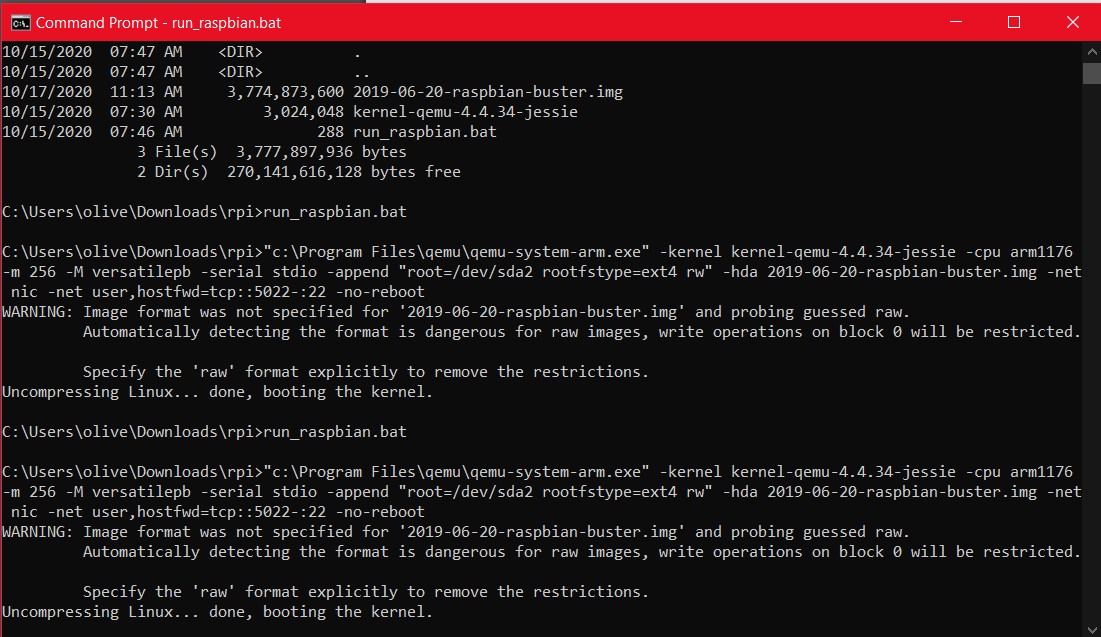 Command Prompt - run_raspbian.bat
10/15/2020  07:47 AM    <DIR>          .
10/15/2020  07:47 AM    <DIR>          ..
10/17/2020  11:13 AM     3,774,873,600 2019-06-20-raspbian-buster.img
10/15/2020  07:30 AM         3,024,048 kernel-qemu-4.4.34-jessie
10/15/2020  07:46 AM               288 run_raspbian.bat
               3 File(s)  3,777,897,936 bytes
               2 Dir(s)  270,141,616,128 bytes free
C:\Users\olive\Downloads\rpi>run_raspbian.bat
C:\Users\olive\Downloads\rpi>"c:\Program Files\qemu\qemu-system-arm.exe" -kernel kernel-qemu-4.4.34-jessie -cpu arm1176
-m 256 -M versatilepb -serial stdio -append "root=/dev/sda2 rootfstype=ext4 rw" -hda 2019-06-20-raspbian-buster.img -net
 nic -net user,hostfwd=tcp::5022-:22 -no-reboot
WARNING: Image format was not specified for '2019-06-20-raspbian-buster.img' and probing guessed raw.
         Automatically detecting the format is dangerous for raw images, write operations on block 0 will be restricted.
         Specify the 'raw' format explicitly to remove the restrictions.
Uncompressing Linux... done, booting the kernel.
C:\Users\olive\Downloads\rpi>run_raspbian.bat
C:\Users\olive\Downloads\rpi>"c:\Program Files\qemu\qemu-system-arm.exe" -kernel kernel-qemu-4.4.34-jessie -cpu arm1176
-m 256 -M versatilepb -serial stdio -append "root=/dev/sda2 rootfstype=ext4 rw" -hda 2019-06-20-raspbian-buster.img -net
 nic -net user,hostfwd=tcp::5022-:22 -no-reboot
WARNING: Image format was not specified for '2019-06-20-raspbian-buster.img' and probing guessed raw.
         Automatically detecting the format is dangerous for raw images, write operations on block 0 will be restricted.
         Specify the 'raw' format explicitly to remove the restrictions.
Uncompressing Linux... done, booting the kernel.